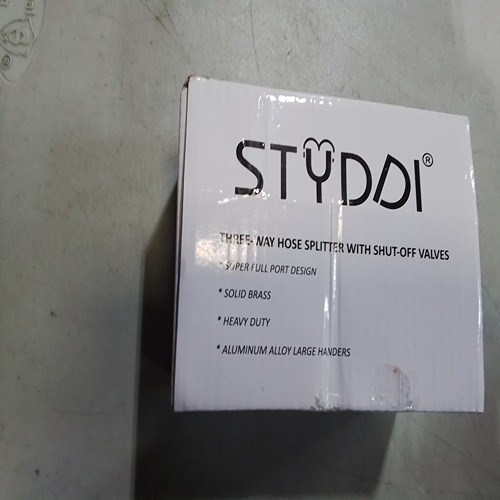 STYDDI®
THREE-WAY HOSE SPLITTER WITH SHUT-OFF VALVES
* SUPER FULL PORT DESIGN
* SOLID BRASS
* HEAVY DUTY
* ALUMINUM ALLOY LARGE HANDERS